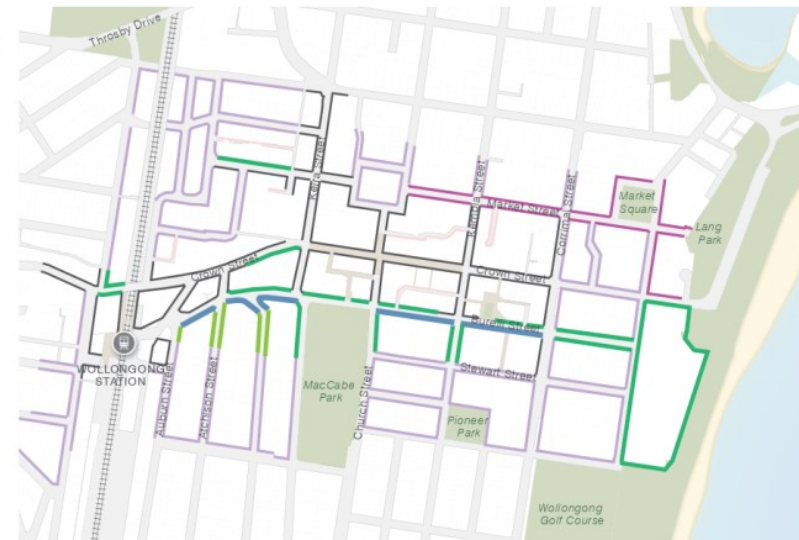 Throsby Drive
Keira Street
Market
Square
Market Street
Kembla Street
Corrimal Street
Lang
Park
Crown Street
Crown Street
Burelli Street
WOLLONGONG
STATION
Stewart Street
MacCabe
Park
Auburn Street
Atchison Street
Church Street
Pioneer
Park
Wollongong
Golf Course